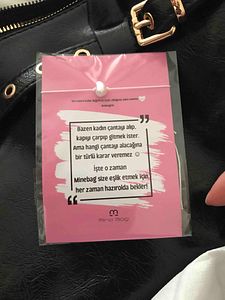 Bazen kadın çantayı alıp,
kapıyı çarpıp gitmek ister.
Ama hangi çantayı alacağına
bir türlü karar veremez ☺
İşte o zaman
Minebag size eşlik etmek için,
her zaman hazırolda bekler!